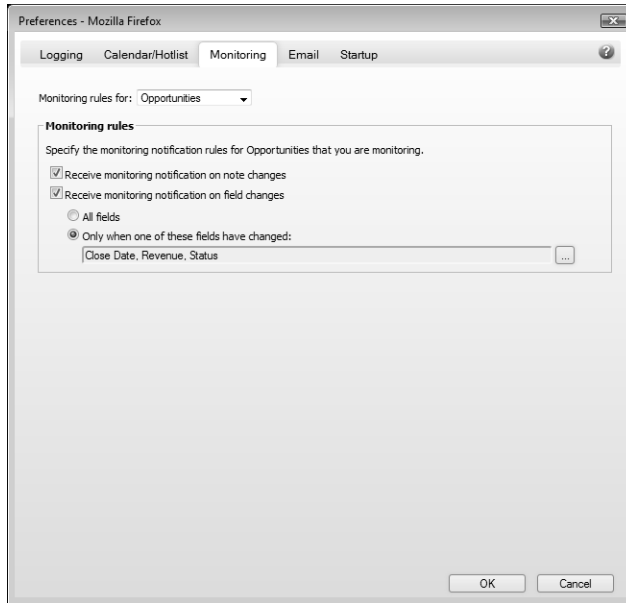 Preferences - Mozilla Firefox
Logging Calendar/Hotlist Monitoring Email Startup ?
Monitoring rules for: Opportunities
Monitoring rules
Specify the monitoring notification rules for Opportunities that you are monitoring.
Receive monitoring notification on note changes
Receive monitoring notification on field changes
All fields
Only when one of these fields have changed:
Close Date, Revenue, Status ...
OK Cancel